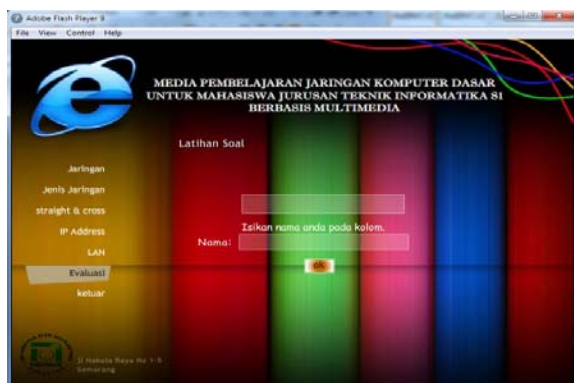 Adobe Flash Player 9
File View Control Help
MEDIA PEMBELAJARAN JARINGAN KOMPUTER DASAR
UNTUK MAHASISWA JURUSAN TEKNIK INFORMATIKA S1
BERBASIS MULTIMEDIA
Latihan Soal
Jaringan
Jenis Jaringan
straight & cross
IP Address
LAN
Evaluasi
keluar
Isikan nama anda pada kolom.
Nama:
ok
Raya
Semarang